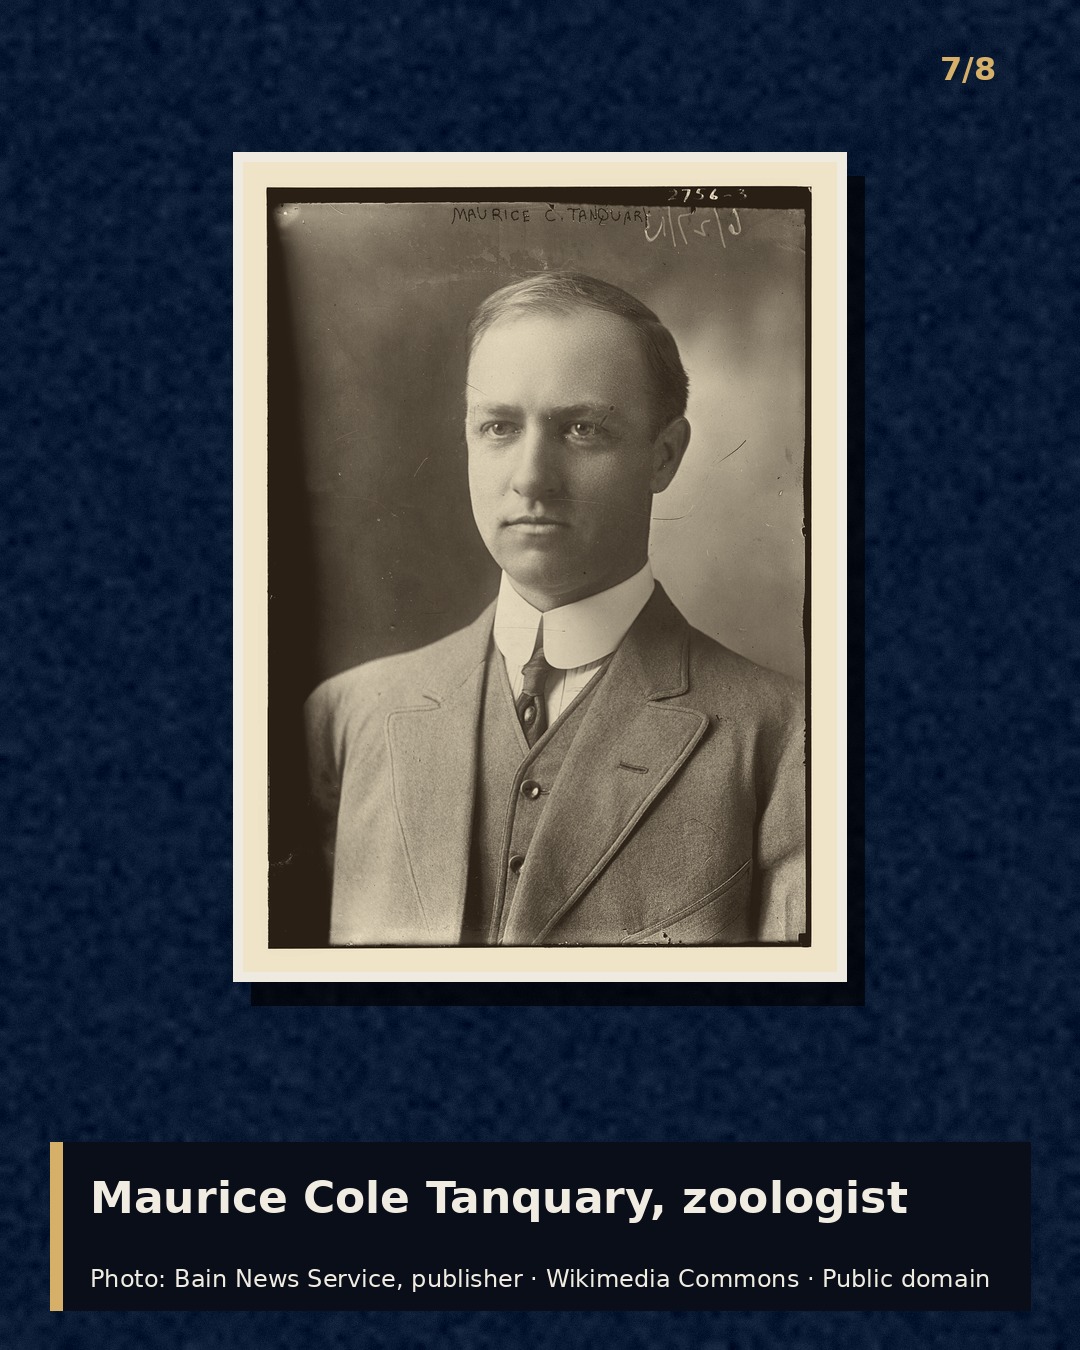 7/8
2756-3
MAURICE C. TANQUARY
Maurice Cole Tanquary, zoologist
Photo: Bain News Service, publisher · Wikimedia Commons · Public domain